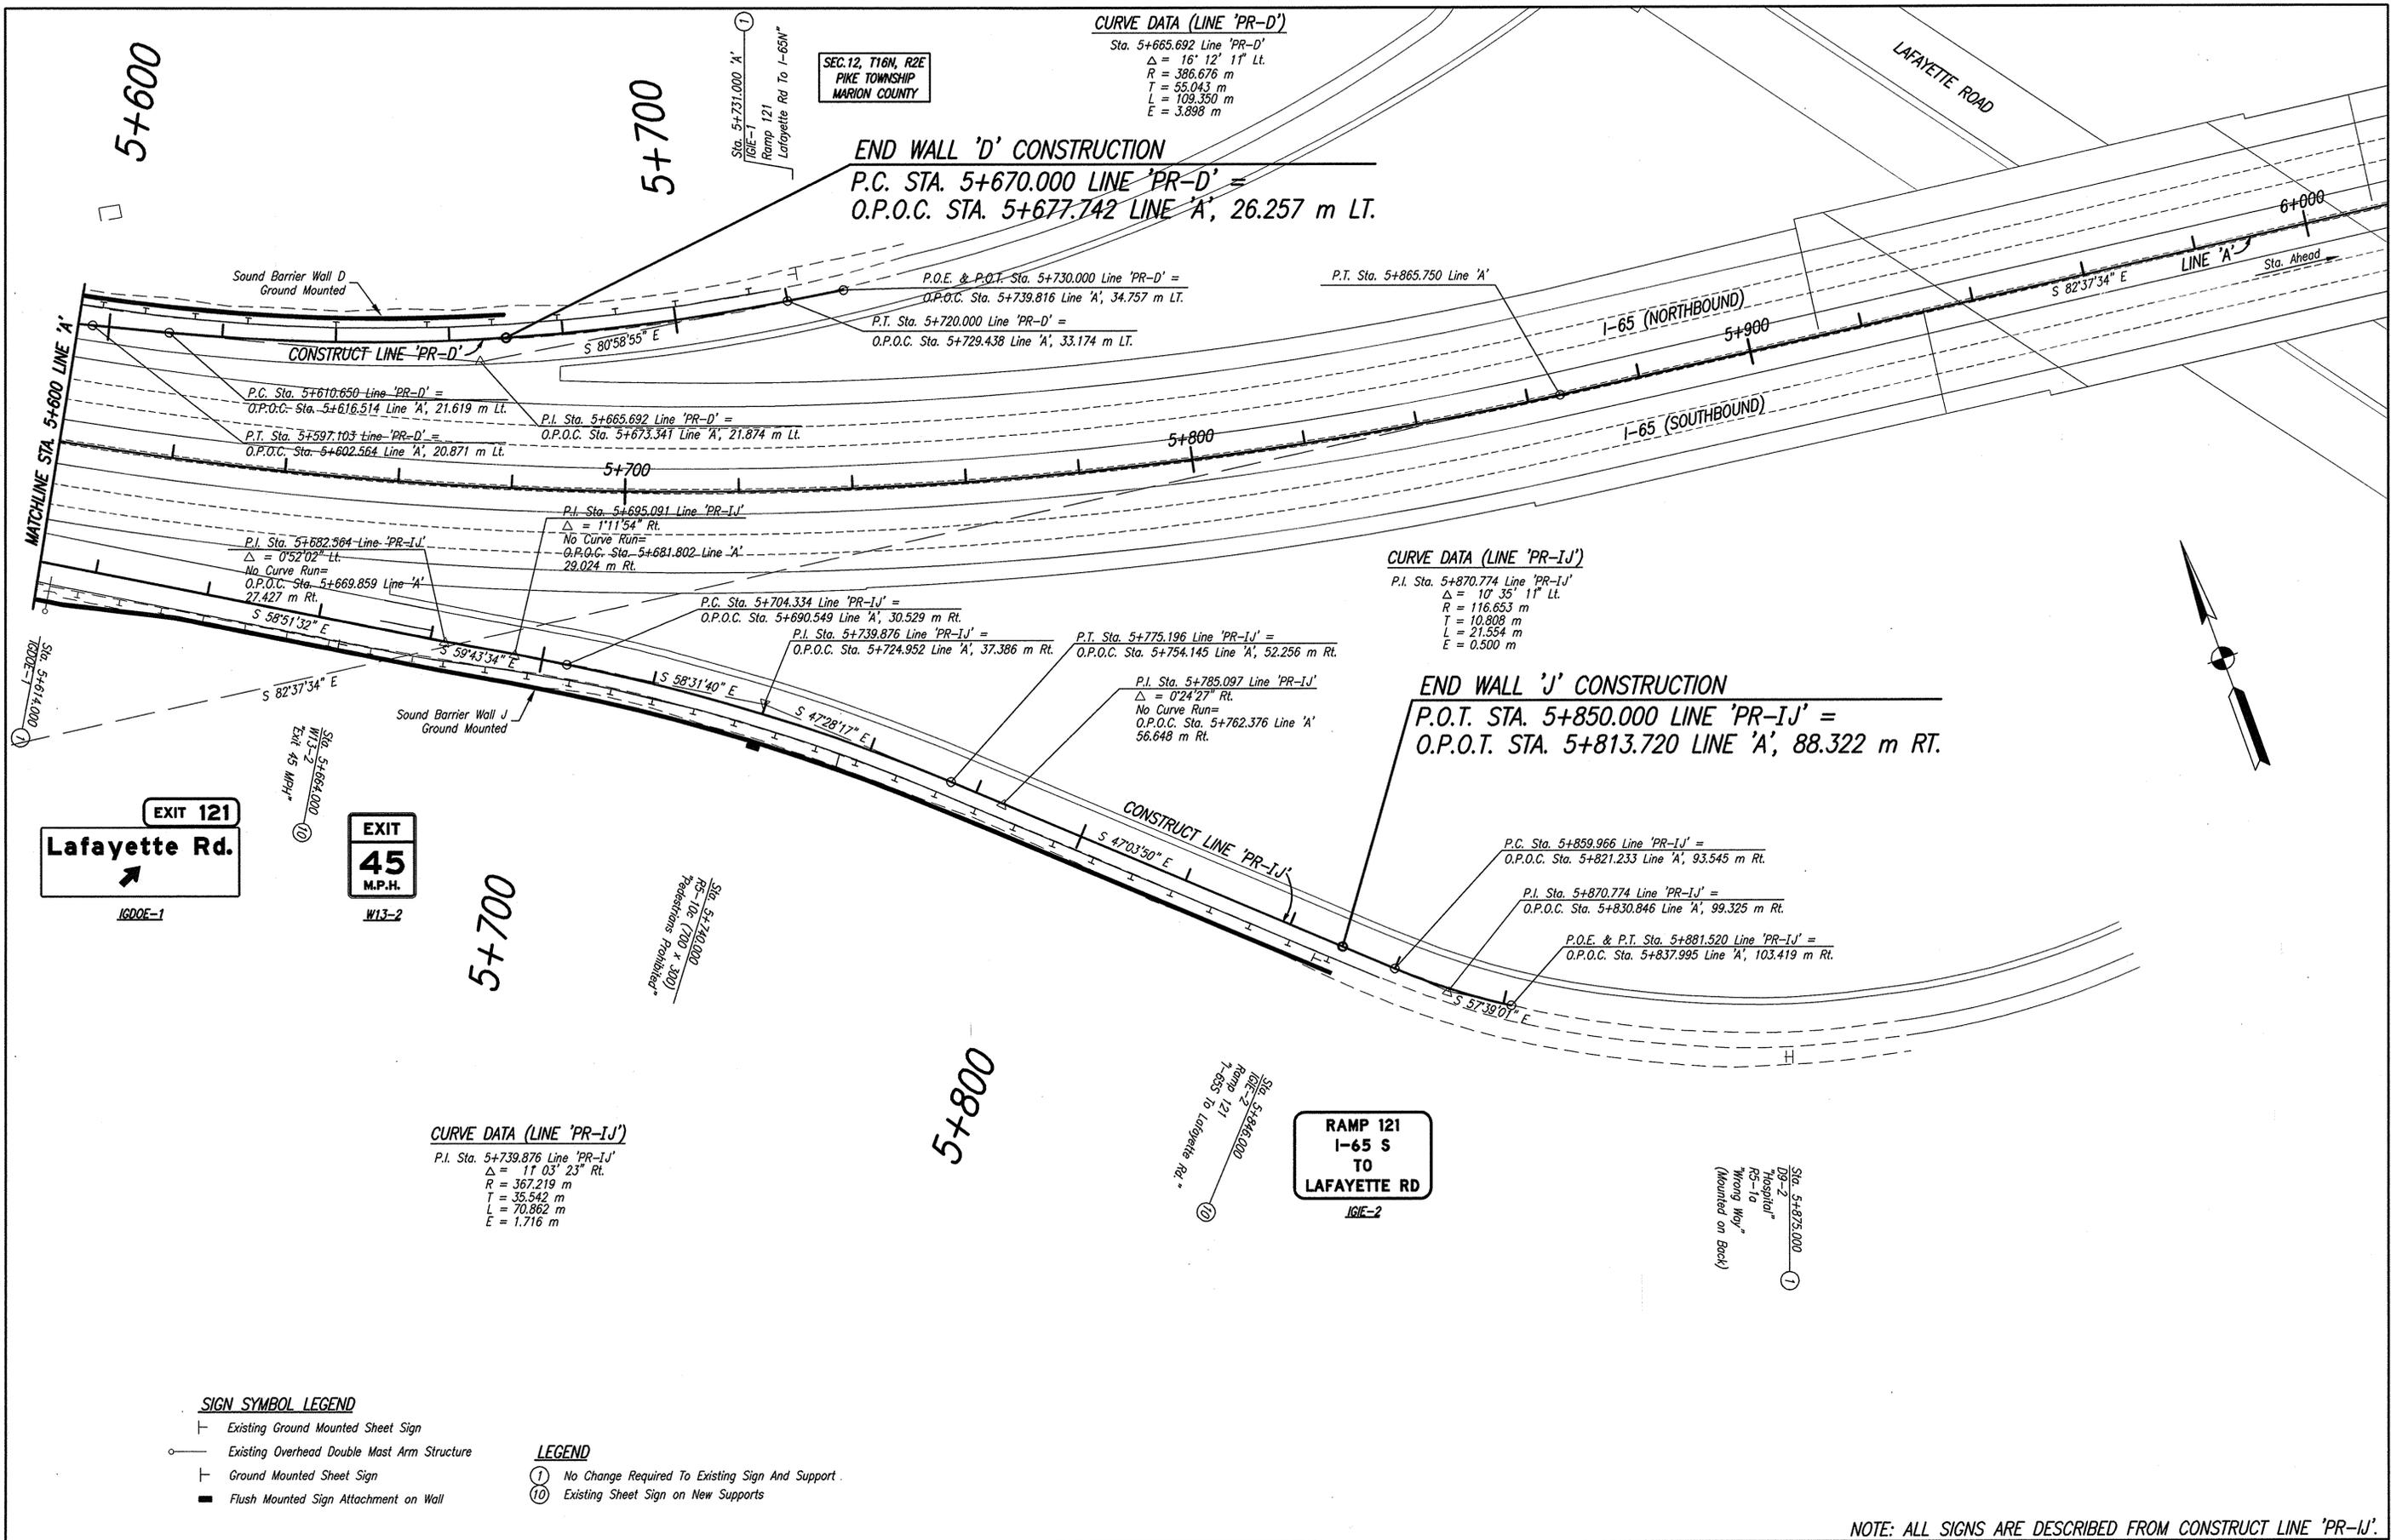 5+600
5+700
Sta. 5+731.000 'A'
IGIE-1
Ramp 121
Lafayette Rd To I-65N"
1
SEC.12, T16N, R2E
PIKE TOWNSHIP
MARION COUNTY
CURVE DATA (LINE 'PR-D')
Sta. 5+665.692 Line 'PR-D'
Δ = 16° 12' 11" Lt.
R = 386.676 m
T = 55.043 m
L = 109.350 m
E = 3.898 m
LAFAYETTE ROAD
END WALL 'D' CONSTRUCTION
P.C. STA. 5+670.000 LINE 'PR-D' =
O.P.O.C. STA. 5+677.742 LINE 'A', 26.257 m LT.
6+000
LINE 'A'
Sta. Ahead
S 82°37'34" E
Sound Barrier Wall D
Ground Mounted
P.O.E. & P.O.T. Sta. 5+730.000 Line 'PR-D' =
O.P.O.C. Sta. 5+739.816 Line 'A', 34.757 m LT.
P.T. Sta. 5+720.000 Line 'PR-D' =
O.P.O.C. Sta. 5+729.438 Line 'A', 33.174 m LT.
P.T. Sta. 5+865.750 Line 'A'
I-65 (NORTHBOUND)
5+900
I-65 (SOUTHBOUND)
MATCHLINE STA. 5+600 LINE 'A'
CONSTRUCT LINE 'PR-D'
S 80°58'55" E
P.C. Sta. 5+610.650 Line 'PR-D' =
O.P.O.C. Sta. 5+616.514 Line 'A', 21.619 m Lt.
P.I. Sta. 5+665.692 Line 'PR-D' =
O.P.O.C. Sta. 5+673.341 Line 'A', 21.874 m Lt.
P.T. Sta. 5+597.103 Line 'PR-D' =
O.P.O.C. Sta. 5+602.564 Line 'A', 20.871 m Lt.
5+700
5+800
P.I. Sta. 5+695.091 Line 'PR-IJ'
Δ = 1°11'54" Rt.
No Curve Run=
O.P.O.C. Sta. 5+681.802 Line 'A'
29.024 m Rt.
P.I. Sta. 5+682.564 Line 'PR-IJ'
Δ = 0°52'02" Lt.
No Curve Run=
O.P.O.C. Sta. 5+669.859 Line 'A'
27.427 m Rt.
S 58°51'32" E
S 59°43'34" E
P.C. Sta. 5+704.334 Line 'PR-IJ' =
O.P.O.C. Sta. 5+690.549 Line 'A', 30.529 m Rt.
P.I. Sta. 5+739.876 Line 'PR-IJ' =
O.P.O.C. Sta. 5+724.952 Line 'A', 37.386 m Rt.
P.T. Sta. 5+775.196 Line 'PR-IJ' =
O.P.O.C. Sta. 5+754.145 Line 'A', 52.256 m Rt.
P.I. Sta. 5+785.097 Line 'PR-IJ'
Δ = 0°24'27" Rt.
No Curve Run=
O.P.O.C. Sta. 5+762.376 Line 'A'
56.648 m Rt.
CURVE DATA (LINE 'PR-IJ')
P.I. Sta. 5+870.774 Line 'PR-IJ'
Δ = 10° 35' 11" Lt.
R = 116.653 m
T = 10.808 m
L = 21.554 m
E = 0.500 m
END WALL 'J' CONSTRUCTION
P.O.T. STA. 5+850.000 LINE 'PR-IJ' =
O.P.O.T. STA. 5+813.720 LINE 'A', 88.322 m RT.
Sta. 5+614.000
IGDOE-1
1
S 82°37'34" E
Sound Barrier Wall J
Ground Mounted
S 58°31'40" E
S 47°28'17" E
Sta. 5+664.000
W13-2
"Exit 45 MPH"
10
EXIT 121
Lafayette Rd.
IGDOE-1
EXIT
45
M.P.H.
W13-2
5+700
Sta. 5+740.000
R5-10c (700 x 300)
"Pedestrians Prohibited"
CONSTRUCT LINE 'PR-IJ'
S 47°03'50" E
P.C. Sta. 5+859.966 Line 'PR-IJ' =
O.P.O.C. Sta. 5+821.233 Line 'A', 93.545 m Rt.
P.I. Sta. 5+870.774 Line 'PR-IJ' =
O.P.O.C. Sta. 5+830.846 Line 'A', 99.325 m Rt.
P.O.E. & P.T. Sta. 5+881.520 Line 'PR-IJ' =
O.P.O.C. Sta. 5+837.995 Line 'A', 103.419 m Rt.
S 57°39'01" E
5+800
CURVE DATA (LINE 'PR-IJ')
P.I. Sta. 5+739.876 Line 'PR-IJ'
Δ = 11° 03' 23" Rt.
R = 367.219 m
T = 35.542 m
L = 70.862 m
E = 1.716 m
Sta. 5+846.000
IGIE-2
Ramp 121
"I-65S To Lafayette Rd."
10
RAMP 121
I-65 S
TO
LAFAYETTE RD
IGIE-2
Sta. 5+875.000
D9-2
"Hospital"
R5-1a
"Wrong Way"
(Mounted on Back)
1
SIGN SYMBOL LEGEND
Existing Ground Mounted Sheet Sign
Existing Overhead Double Mast Arm Structure
Ground Mounted Sheet Sign
Flush Mounted Sign Attachment on Wall
LEGEND
1 No Change Required To Existing Sign And Support
10 Existing Sheet Sign on New Supports
NOTE: ALL SIGNS ARE DESCRIBED FROM CONSTRUCT LINE 'PR-IJ'.